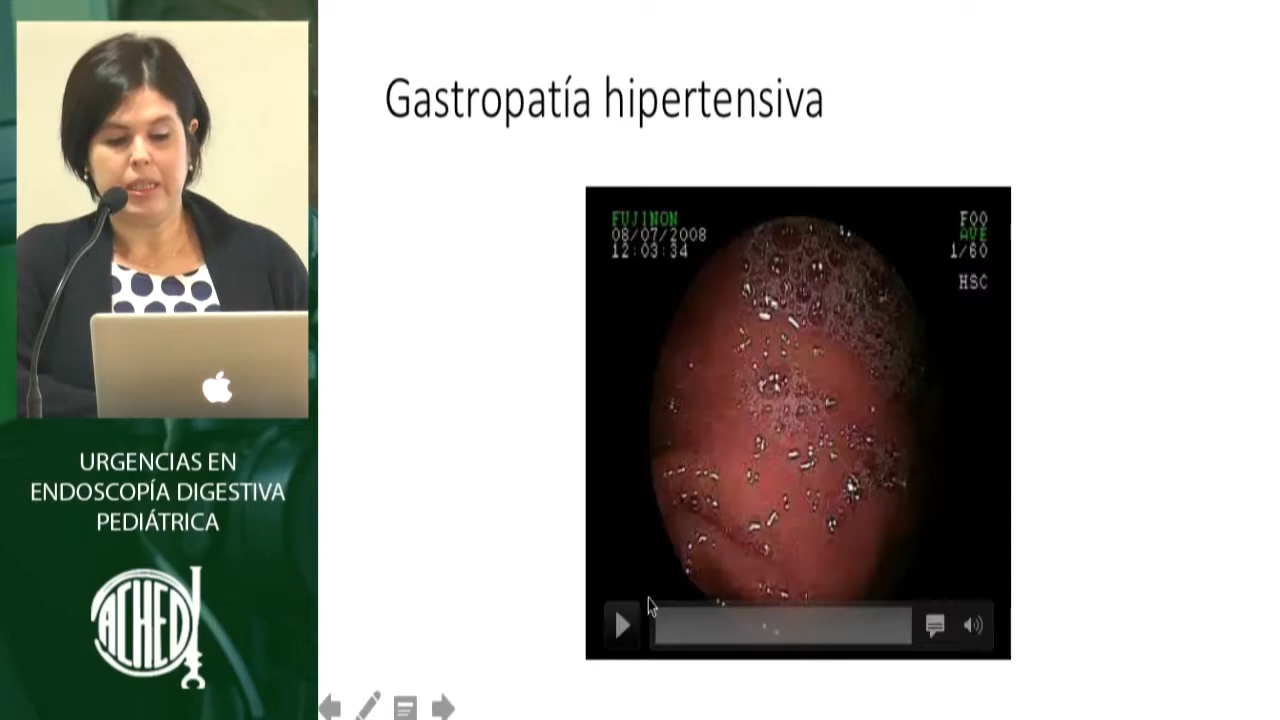 Gastropatía hipertensiva
FUJINON
08/07/2008
12:03:34
F00
AVE
1/60
HSC
URGENCIAS EN
ENDOSCOPÍA DIGESTIVA
PEDIÁTRICA
ACHED